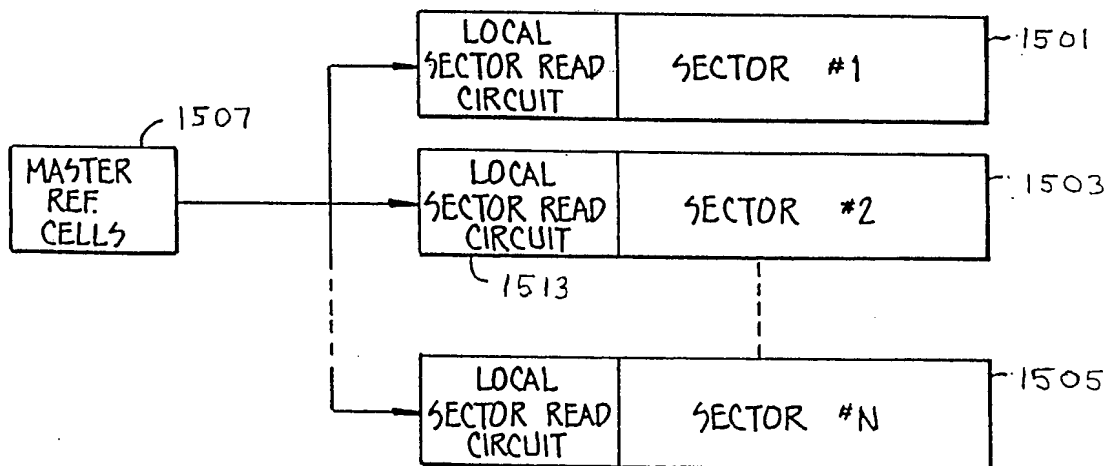 LOCAL
SECTOR READ
CIRCUIT
SECTOR #1
1501
1507
MASTER
REF.
CELLS
LOCAL
SECTOR READ
CIRCUIT
SECTOR #2
1503
1513
LOCAL
SECTOR READ
CIRCUIT
SECTOR #N
1505